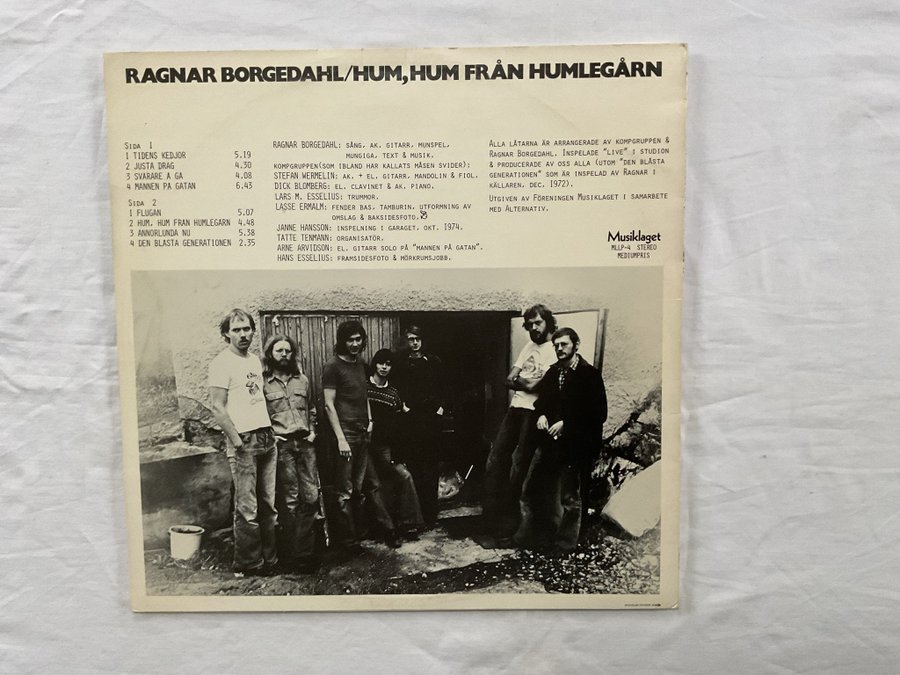 RAGNAR BORGEDAHL/HUM, HUM FRÅN HUMLEGÅRN
SIDA 1
1 TIDENS KEDJOR 5.19
2 JUSTA DRAG 4.30
3 SVARARE A GA 4.08
4 MANNEN PA GATAN 6.43
SIDA 2
1 FLUGAN 5.07
2 HUM, HUM FRAN HUMLEGARN 4.48
3 ANNORLUNDA NU 5.38
4 DEN BLASTA GENERATIONEN 2.35
RAGNAR BORGEDAHL: SÅNG, AK. GITARR, MUNSPEL,
MUNGIGA, TEXT & MUSIK.
KOMPGRUPPEN(SOM IBLAND HAR KALLATS MÅSEN SVIDER):
STEFAN WERMELIN: AK. + EL. GITARR, MANDOLIN & FIOL.
DICK BLOMBERG: EL. CLAVINET & AK. PIANO.
LARS M. ESSELIUS: TRUMMOR.
LASSE ERMALM: FENDER BAS, TAMBURIN, UTFORMNING AV
OMSLAG & BAKSIDESFOTO.
JANNE HANSSON: INSPELNING I GARAGET, OKT. 1974.
TATTE TENMANN: ORGANISATÖR.
ARNE ARVIDSON: EL. GITARR SOLO PÅ "MANNEN PÅ GATAN".
HANS ESSELIUS: FRAMSIDESFOTO & MÖRKRUMSJOBB.
ALLA LÅTARNA ÄR ARRANGERADE AV KOMPGRUPPEN &
RAGNAR BORGEDAHL. INSPELADE "LIVE" I STUDION
& PRODUCERADE AV OSS ALLA (UTOM "DEN BLÅSTA
GENERATIONEN" SOM ÄR INSPELAD AV RAGNAR I
KÄLLAREN, DEC. 1972).
UTGIVEN AV FÖRENINGEN MUSIKLAGET I SAMARBETE
MED ALTERNATIV.
Musiklaget
MLLP-4 STEREO
MEDIUMPRIS